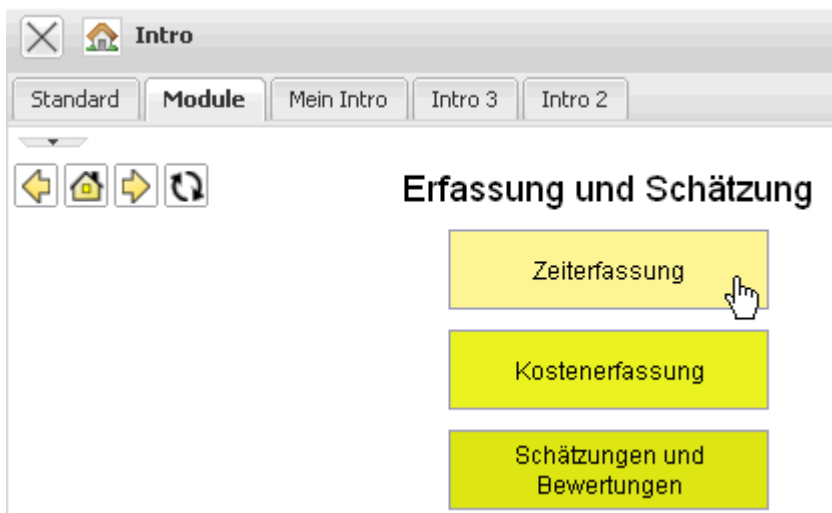 Intro
Standard Module Mein Intro Intro 3 Intro 2
Erfassung und Schätzung
Zeiterfassung
Kostenerfassung
Schätzungen und
Bewertungen